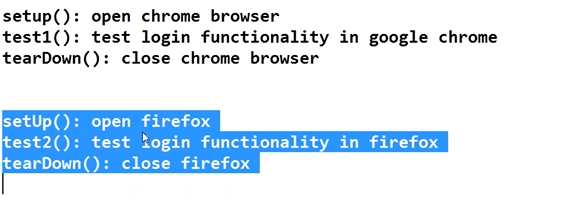 setup(): open chrome browser
test1(): test login functionality in google chrome
tearDown(): close chrome browser
setUp(): open firefox
test2(): test login functionality in firefox
tearDown(): close firefox